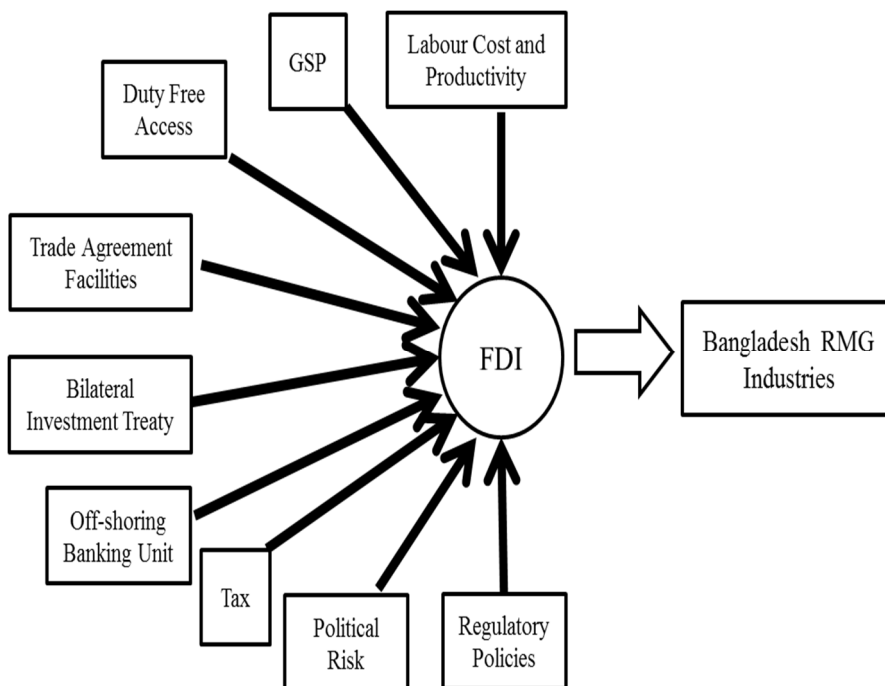 GSP
Labour Cost and
Productivity
Duty Free
Access
Trade Agreement
Facilities
FDI
Bangladesh RMG
Industries
Bilateral
Investment Treaty
Off-shoring
Banking Unit
Tax
Political
Risk
Regulatory
Policies